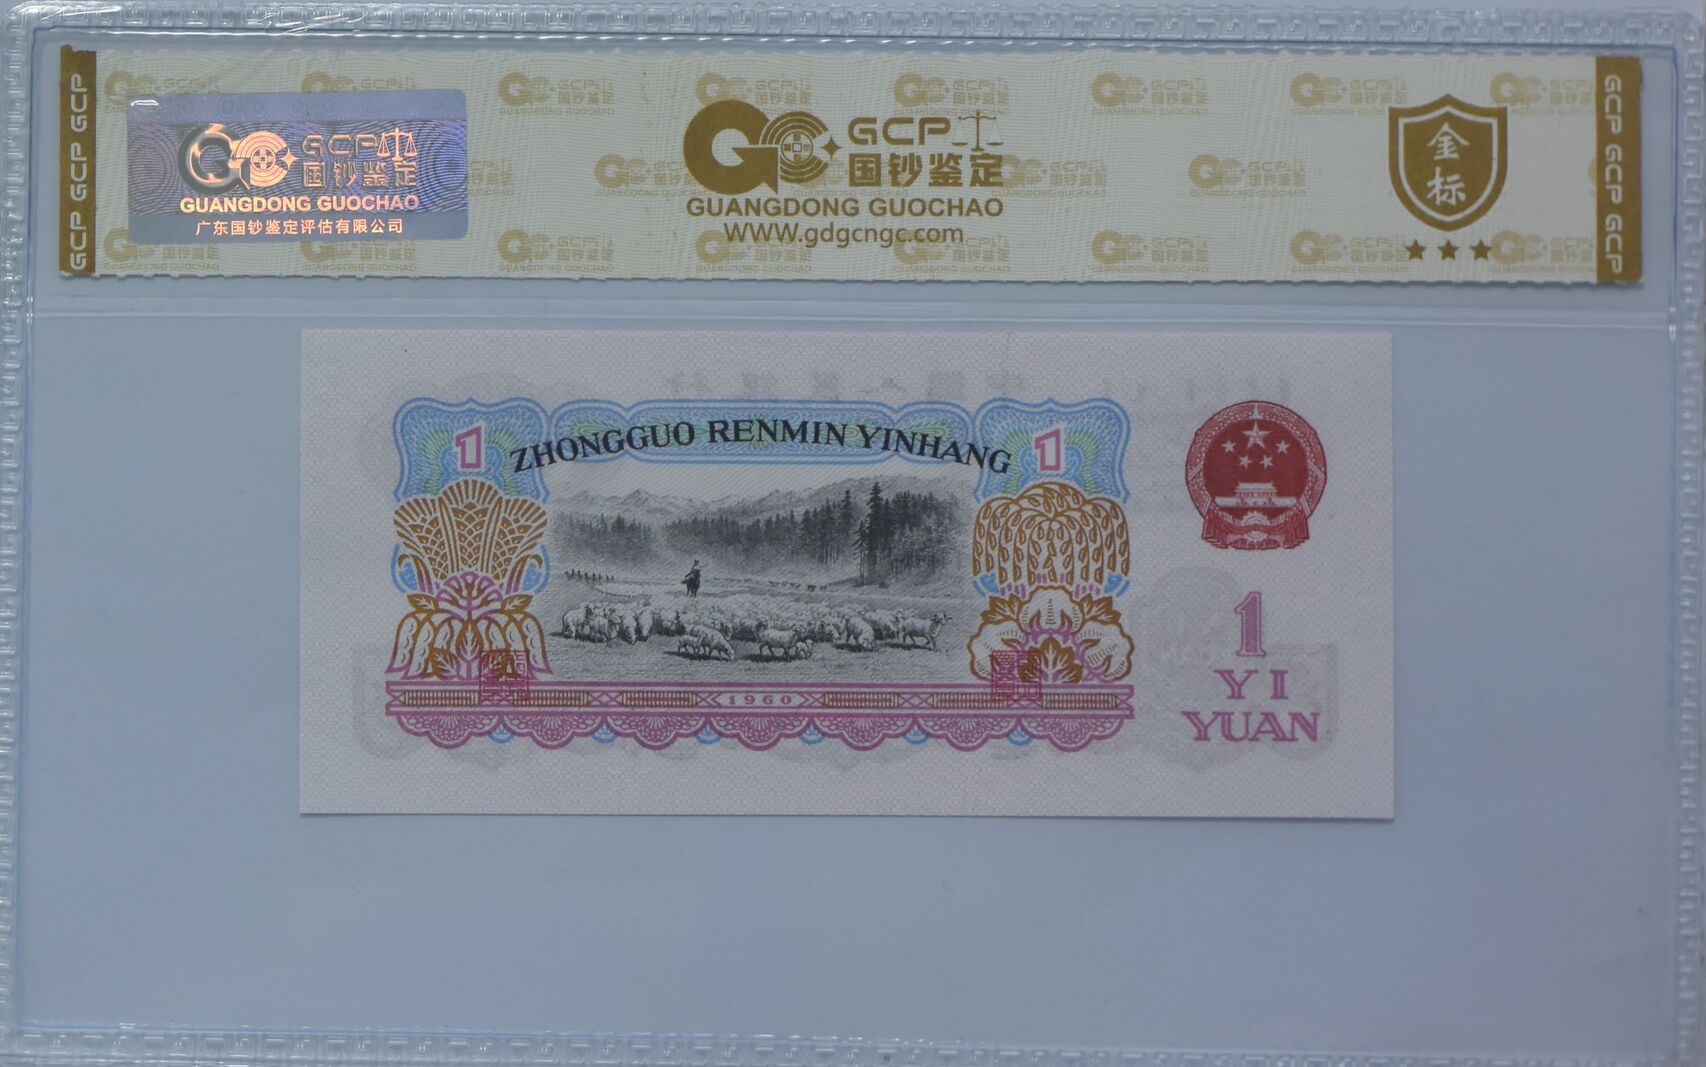 GCP GCP GCP
GCP
国钞鉴定
GUANGDONG GUOCHAO
广东国钞鉴定评估有限公司
GCP
国钞鉴定
GUANGDONG GUOCHAO
WWW.gdgcngc.com
金标
GCP GCP GCP
1
ZHONGGUO RENMIN YINHANG
1
1960
1
YI
YUAN